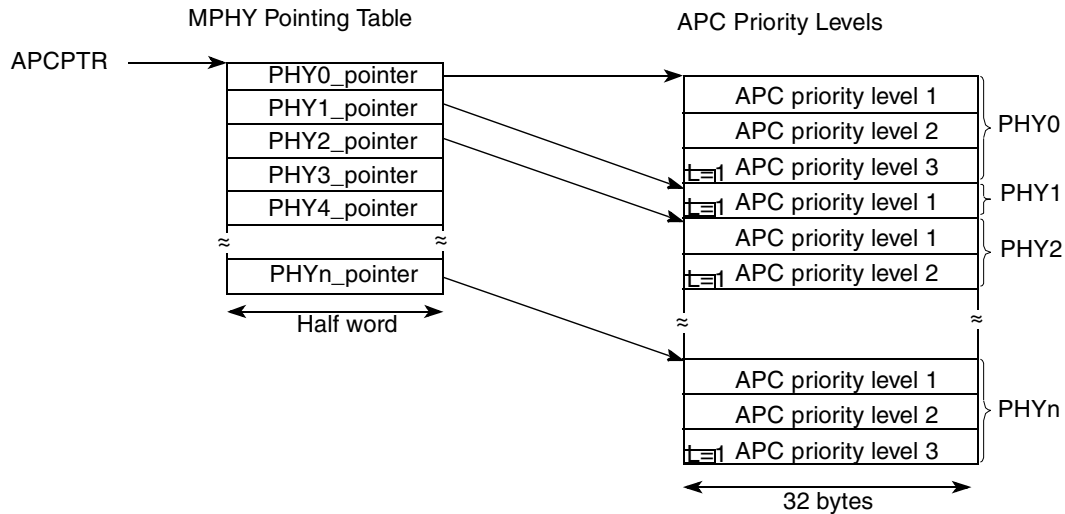 MPHY Pointing Table
APC Priority Levels
APCPTR
PHY0_pointer
PHY1_pointer
PHY2_pointer
PHY3_pointer
PHY4_pointer
≈ ≈
PHYn_pointer
Half word
APC priority level 1
APC priority level 2
L=1 APC priority level 3
PHY0
L=1 APC priority level 1
PHY1
APC priority level 1
L=1 APC priority level 2
PHY2
≈ ≈
APC priority level 1
APC priority level 2
L=1 APC priority level 3
PHYn
32 bytes